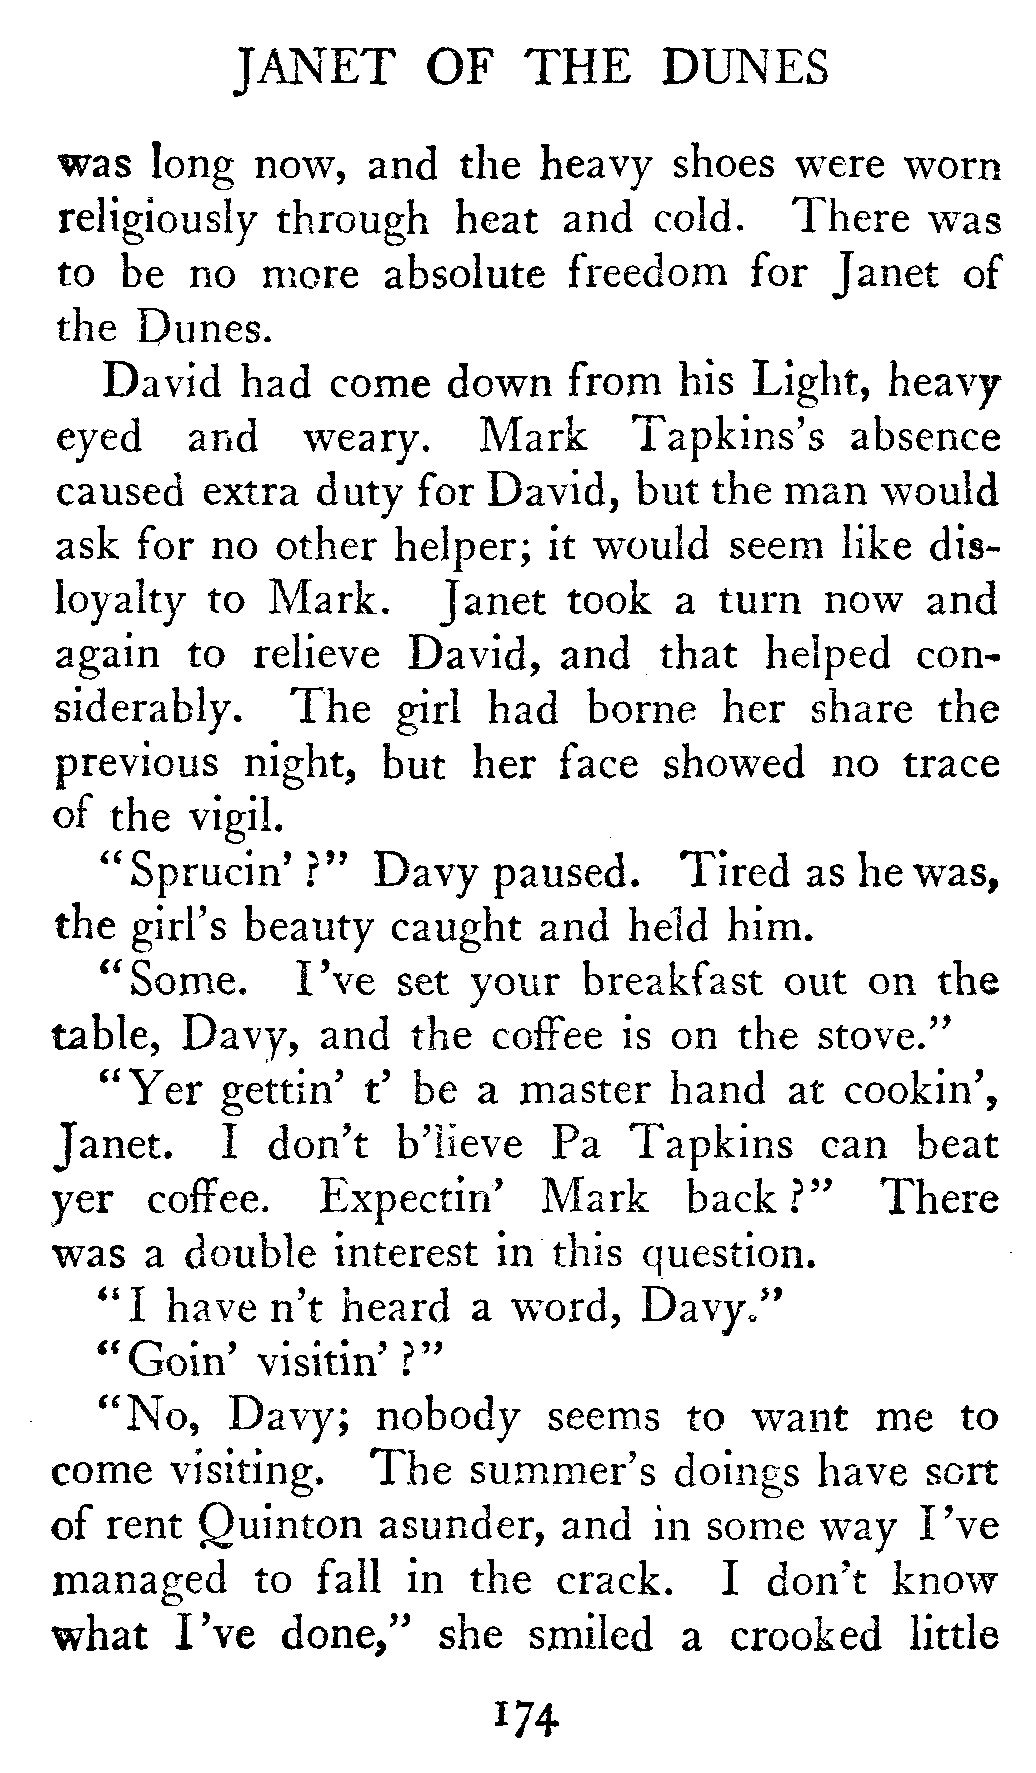 JANET OF THE DUNES
was long now, and the heavy shoes were worn
religiously through heat and cold. There was
to be no more absolute freedom for Janet of
the Dunes.
David had come down from his Light, heavy
eyed and weary. Mark Tapkins's absence
caused extra duty for David, but the man would
ask for no other helper; it would seem like dis-
loyalty to Mark. Janet took a turn now and
again to relieve David, and that helped con-
siderably. The girl had borne her share the
previous night, but her face showed no trace
of the vigil.
"Sprucin'?" Davy paused. Tired as he was,
the girl's beauty caught and held him.
"Some. I've set your breakfast out on the
table, Davy, and the coffee is on the stove."
"Yer gettin' t' be a master hand at cookin',
Janet. I don't b'lieve Pa Tapkins can beat
yer coffee. Expectin' Mark back?" There
was a double interest in this question.
"I have n't heard a word, Davy."
"Goin' visitin'?"
"No, Davy; nobody seems to want me to
come visiting. The summer's doings have sort
of rent Quinton asunder, and in some way I've
managed to fall in the crack. I don't know
what I've done," she smiled a crooked little
174